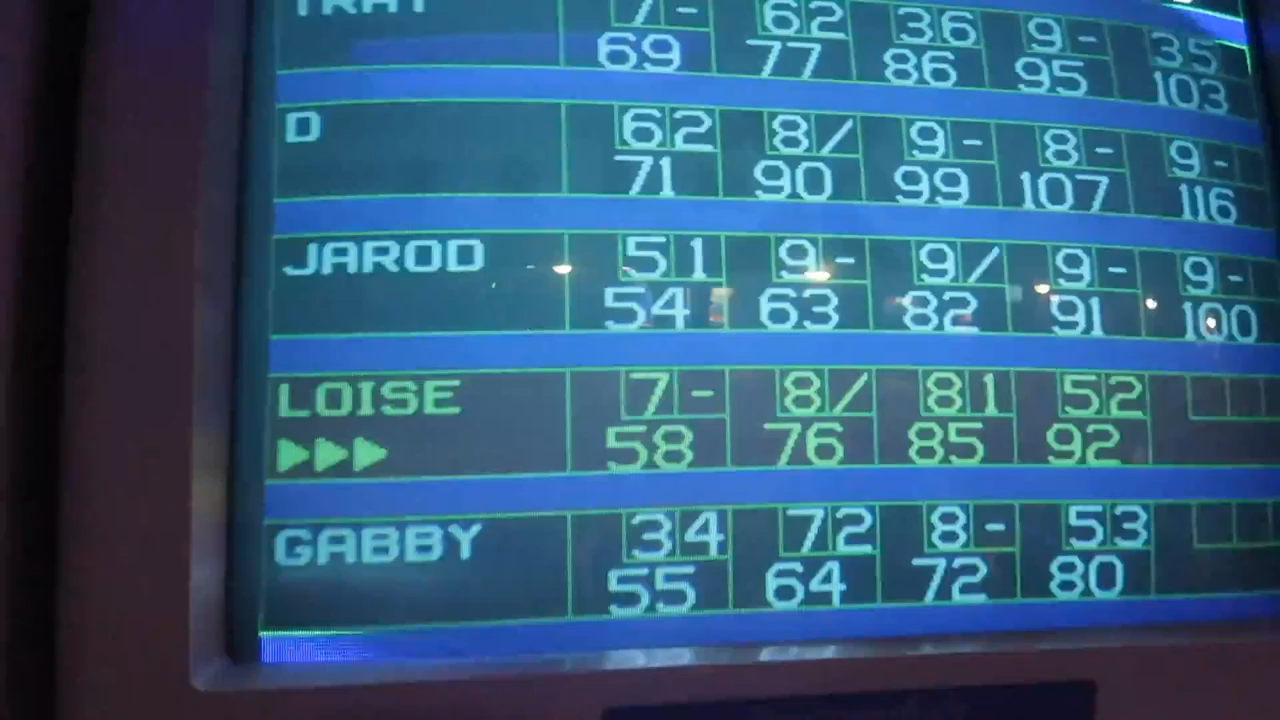 7- 62 36 9- 35
69 77 86 95 103
D 62 8/ 9- 8- 9-
71 90 99 107 116
JAROD 51 9- 9/ 9- 9-
54 63 82 91 100
LOISE 7- 8/ 81 52
58 76 85 92
GABBY 34 72 8- 53
55 64 72 80